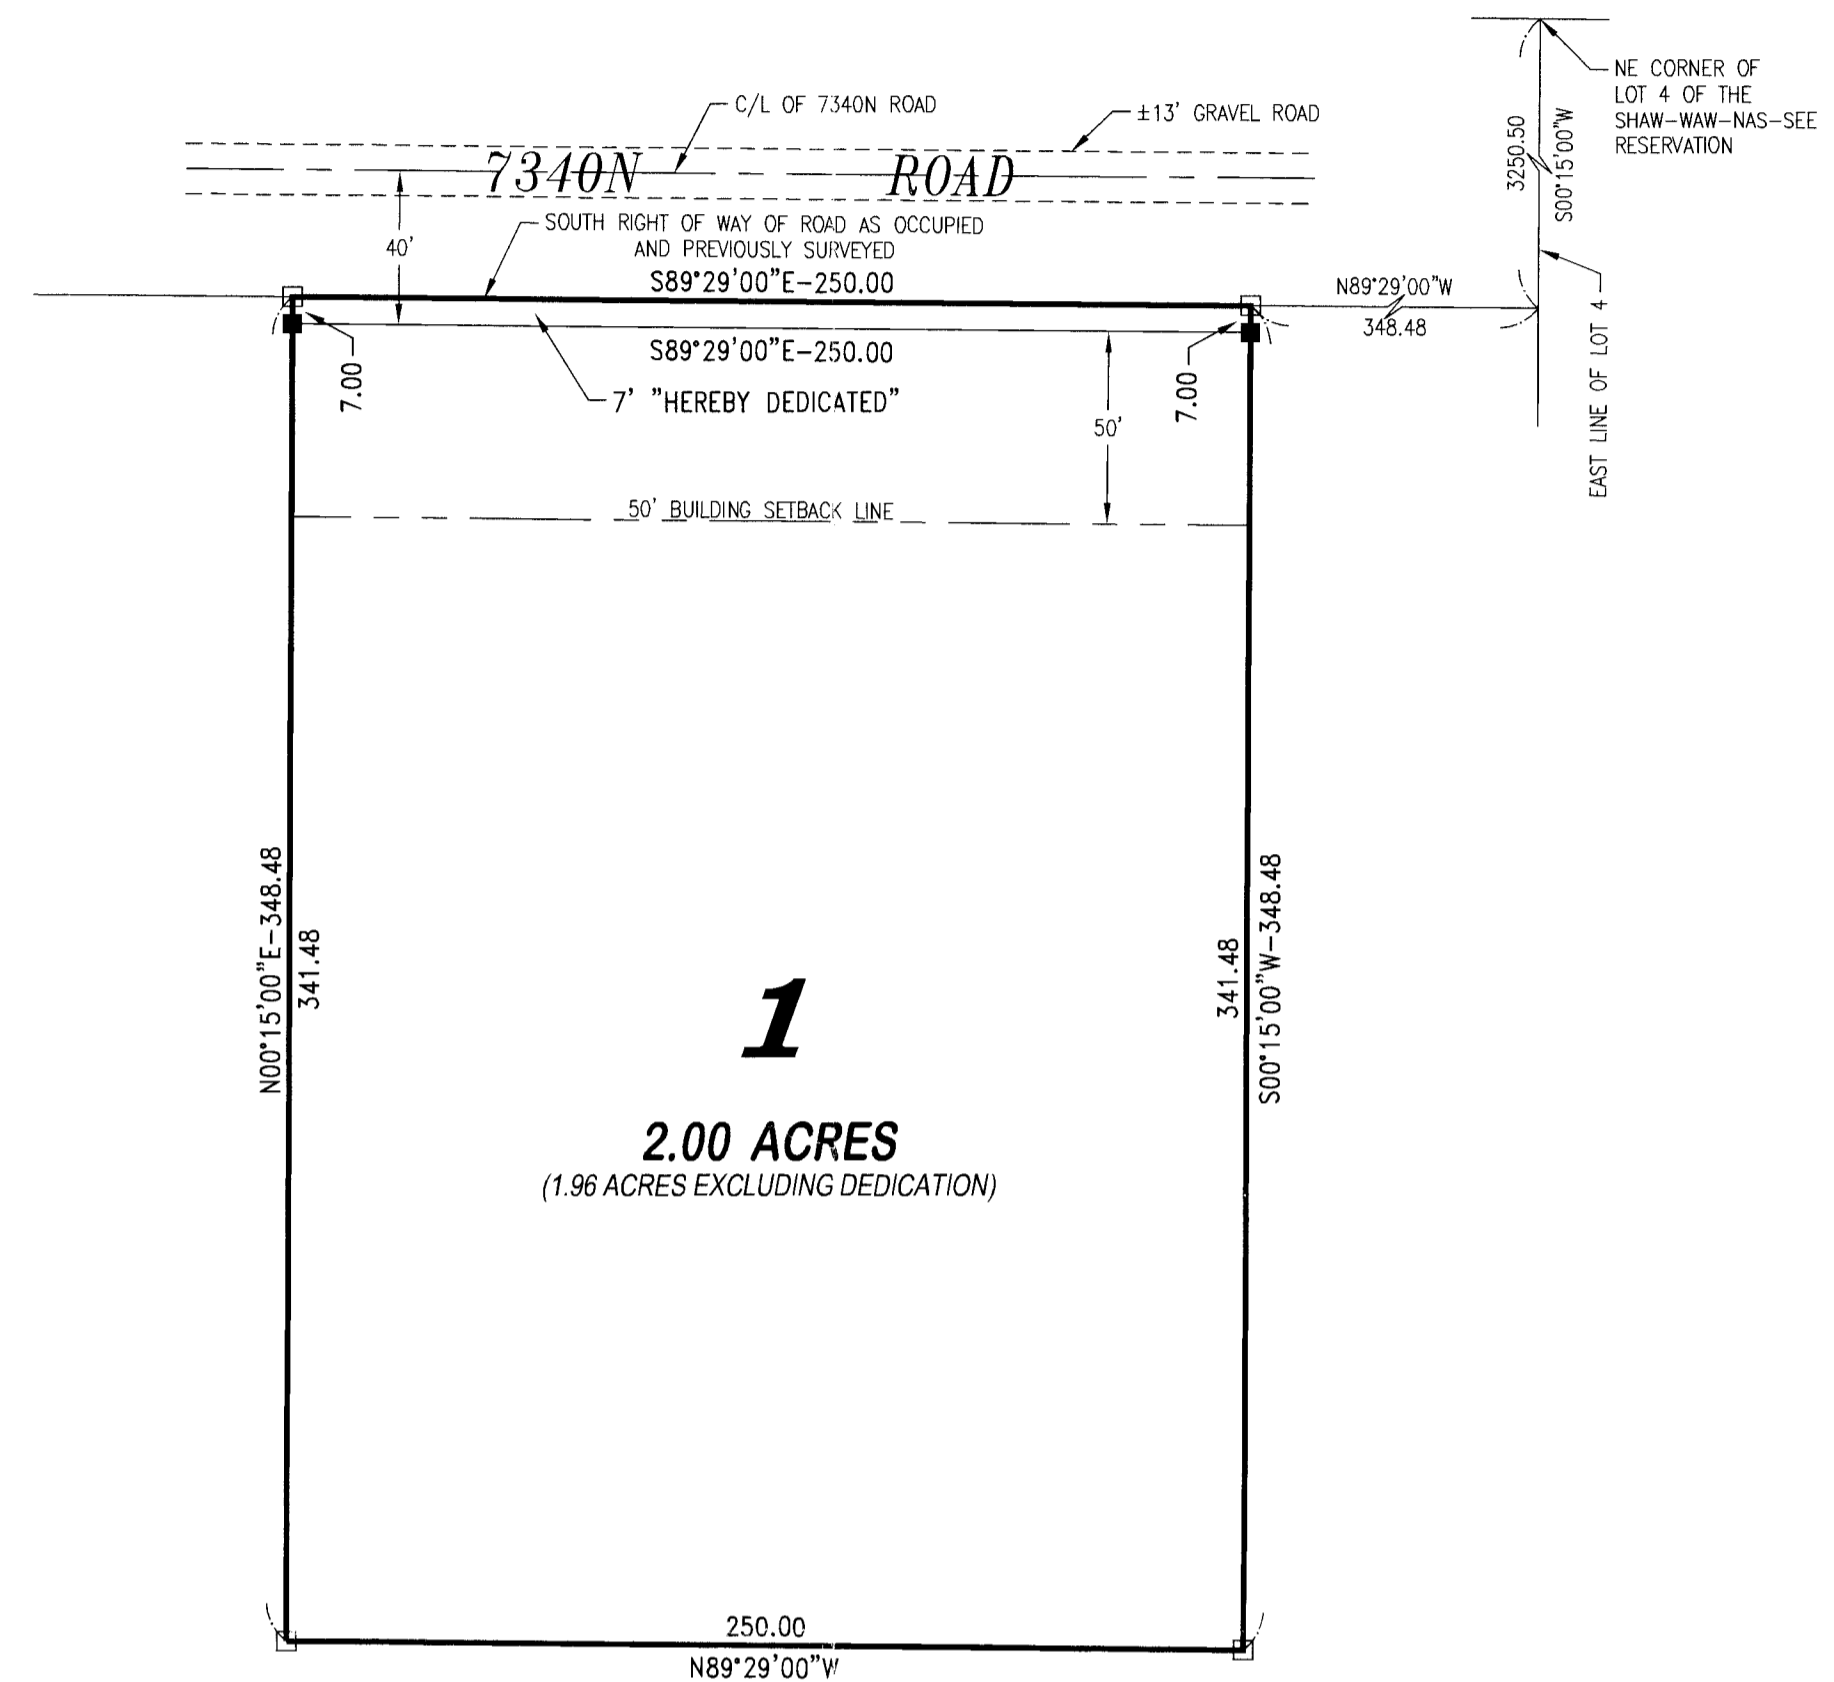 NE CORNER OF
LOT 4 OF THE
SHAW-WAW-NAS-SEE
RESERVATION
C/L OF 7340N ROAD
±13' GRAVEL ROAD
3250.50
S00°15'00"W
7340N ROAD
SOUTH RIGHT OF WAY OF ROAD AS OCCUPIED
AND PREVIOUSLY SURVEYED
40'
S89°29'00"E-250.00
N89°29'00"W
348.48
EAST LINE OF LOT 4
S89°29'00"E-250.00
7.00
7.00
7' "HEREBY DEDICATED"
50'
50' BUILDING SETBACK LINE
N00°15'00"E-348.48
341.48
341.48
S00°15'00"W-348.48
1
2.00 ACRES
(1.96 ACRES EXCLUDING DEDICATION)
250.00
N89°29'00"W